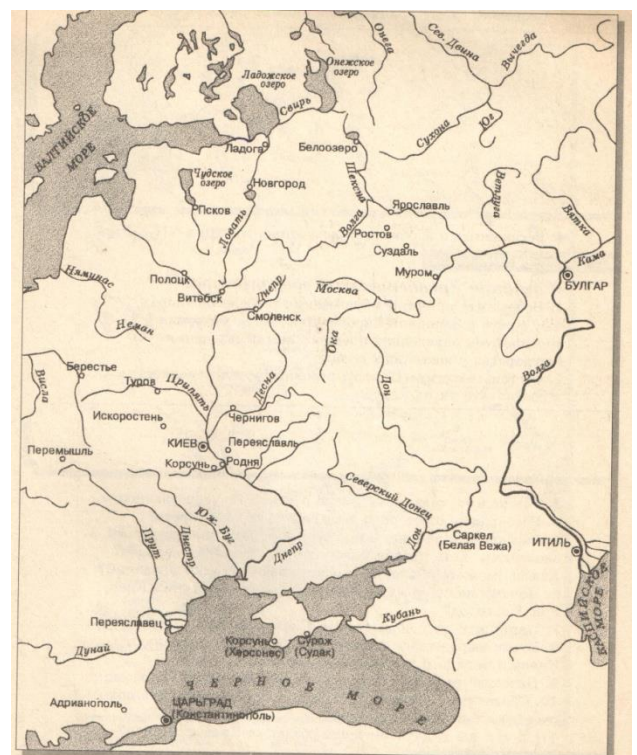 Онега
Сев. Двина
Вычегда
Ладожское
озеро
Онежское
озеро
Свирь
Юг
Сухона
БАЛТИЙСКОЕ
МОРЕ
Ладога
Белоозеро
Чудское
озеро
Новгород
Шексна
Ветлуга
Вятка
Псков
Ловать
Волга
Ярославль
Ростов
Суздаль
Кама
Нямунас
Полоцк
Витебск
Днепр
Москва
Муром
БУЛГАР
Неман
Смоленск
Ока
Волга
Берестье
Висла
Туров
Припять
Десна
Дон
Искоростень
Чернигов
КИЕВ
Переяславль
Перемышль
Корсунь
Родня
Северский Донец
Юж. Буг
Прут
Днестр
Днепр
Дон
Саркел
(Белая Вежа)
ИТИЛЬ
КАСПИЙСКОЕ
МОРЕ
Переяславец
Кубань
Дунай
Корсунь
(Херсонес)
Сурож
(Судак)
ЧЕРНОЕ МОРЕ
Адрианополь
ЦАРЬГРАД
(Константинополь)